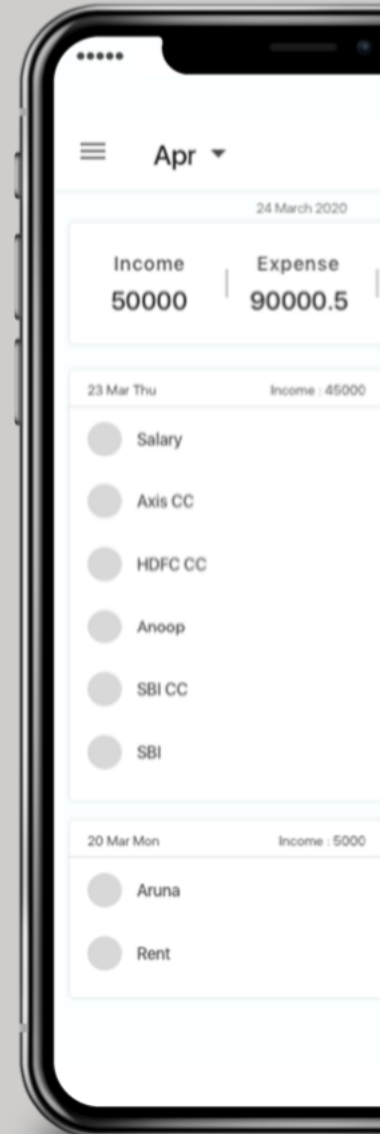 Apr
24 March 2020
Income Expense
50000 90000.5
23 Mar Thu Income : 45000
Salary
Axis CC
HDFC CC
Anoop
SBI CC
SBI
20 Mar Mon Income : 5000
Aruna
Rent